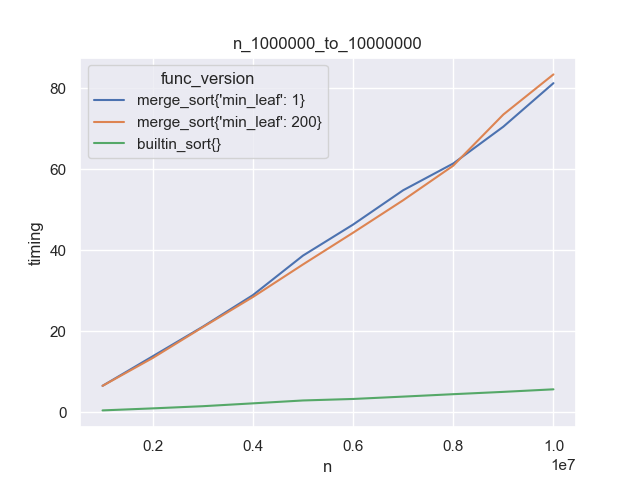 n_1000000_to_10000000
func_version
merge_sort{'min_leaf': 1}
merge_sort{'min_leaf': 200}
builtin_sort{}
timing
80
60
40
20
0
0.2 0.4 0.6 0.8 1.0
1e7
n